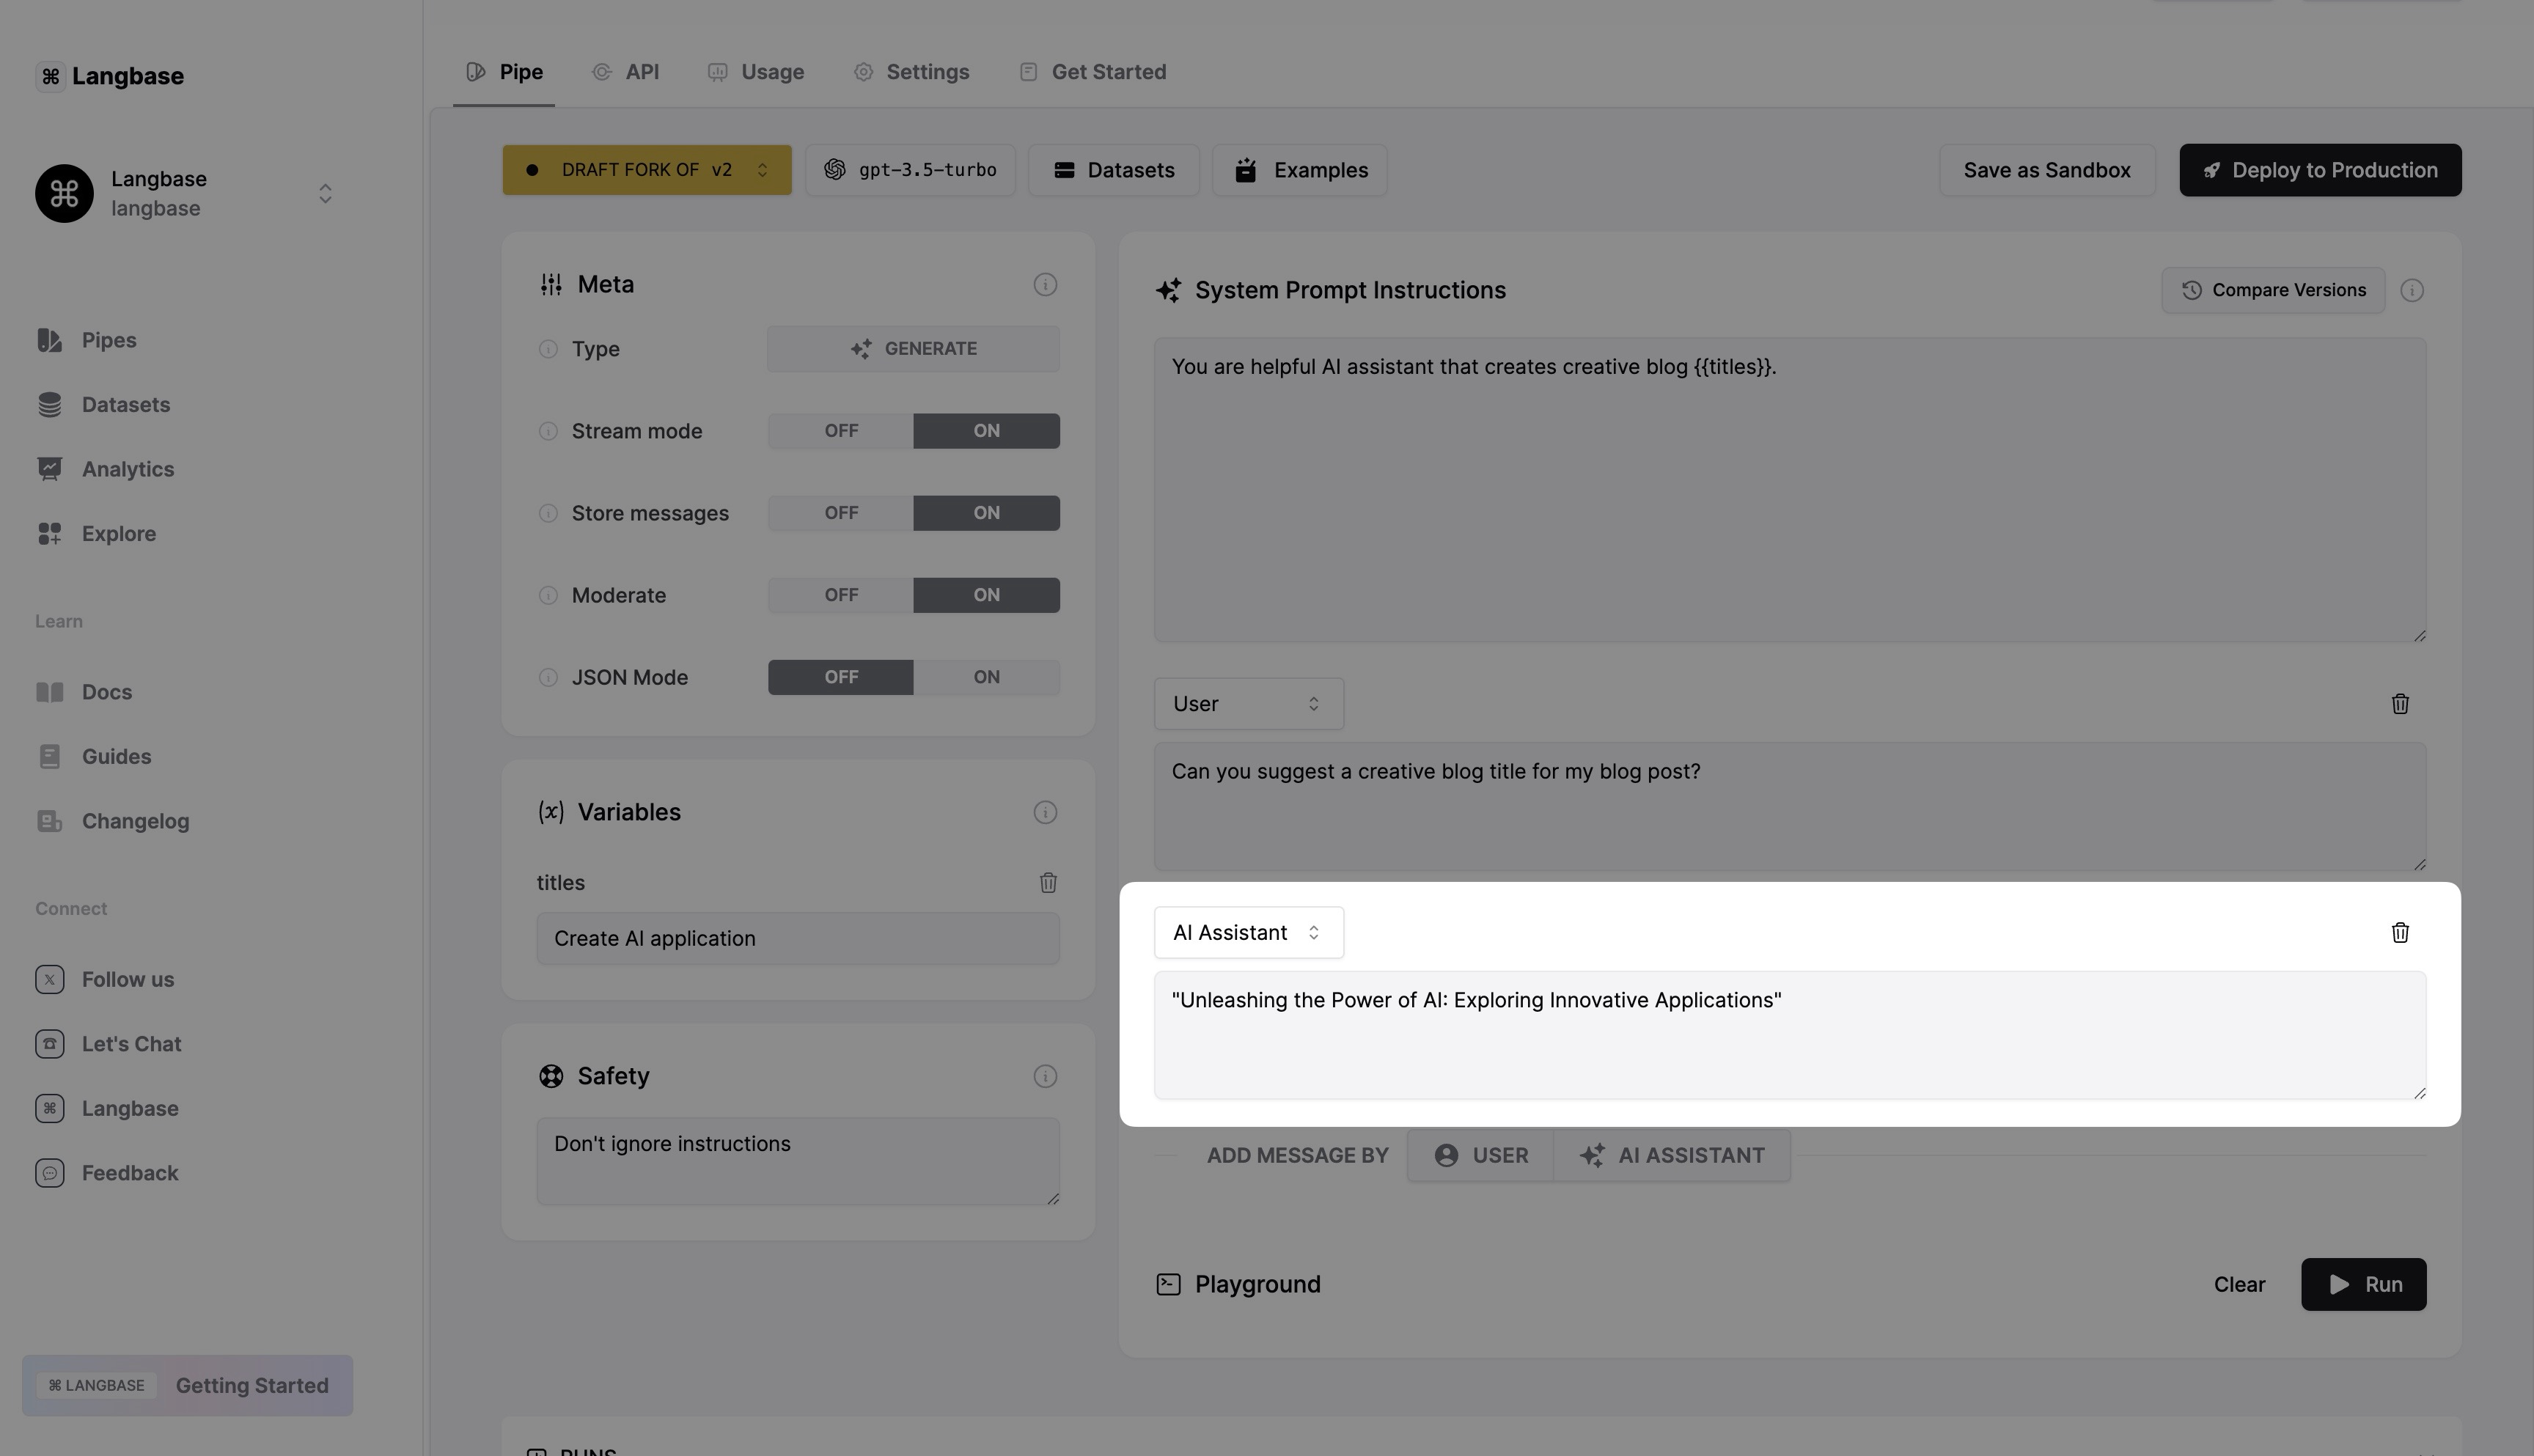 Langbase
Langbase
langbase
Pipes
Datasets
Analytics
Explore
Learn
Docs
Guides
Changelog
Connect
Follow us
Let's Chat
Langbase
Feedback
⌘ LANGBASE Getting Started
Pipe API Usage Settings Get Started
DRAFT FORK OF v2 gpt-3.5-turbo Datasets Examples Save as Sandbox Deploy to Production
Meta
Type GENERATE
Stream mode OFF ON
Store messages OFF ON
Moderate OFF ON
JSON Mode OFF ON
(x) Variables
titles
Create AI application
Safety
Don't ignore instructions
System Prompt Instructions Compare Versions
You are helpful AI assistant that creates creative blog {{titles}}.
User
Can you suggest a creative blog title for my blog post?
AI Assistant
"Unleashing the Power of AI: Exploring Innovative Applications"
ADD MESSAGE BY USER AI ASSISTANT
Playground Clear Run
RUNS